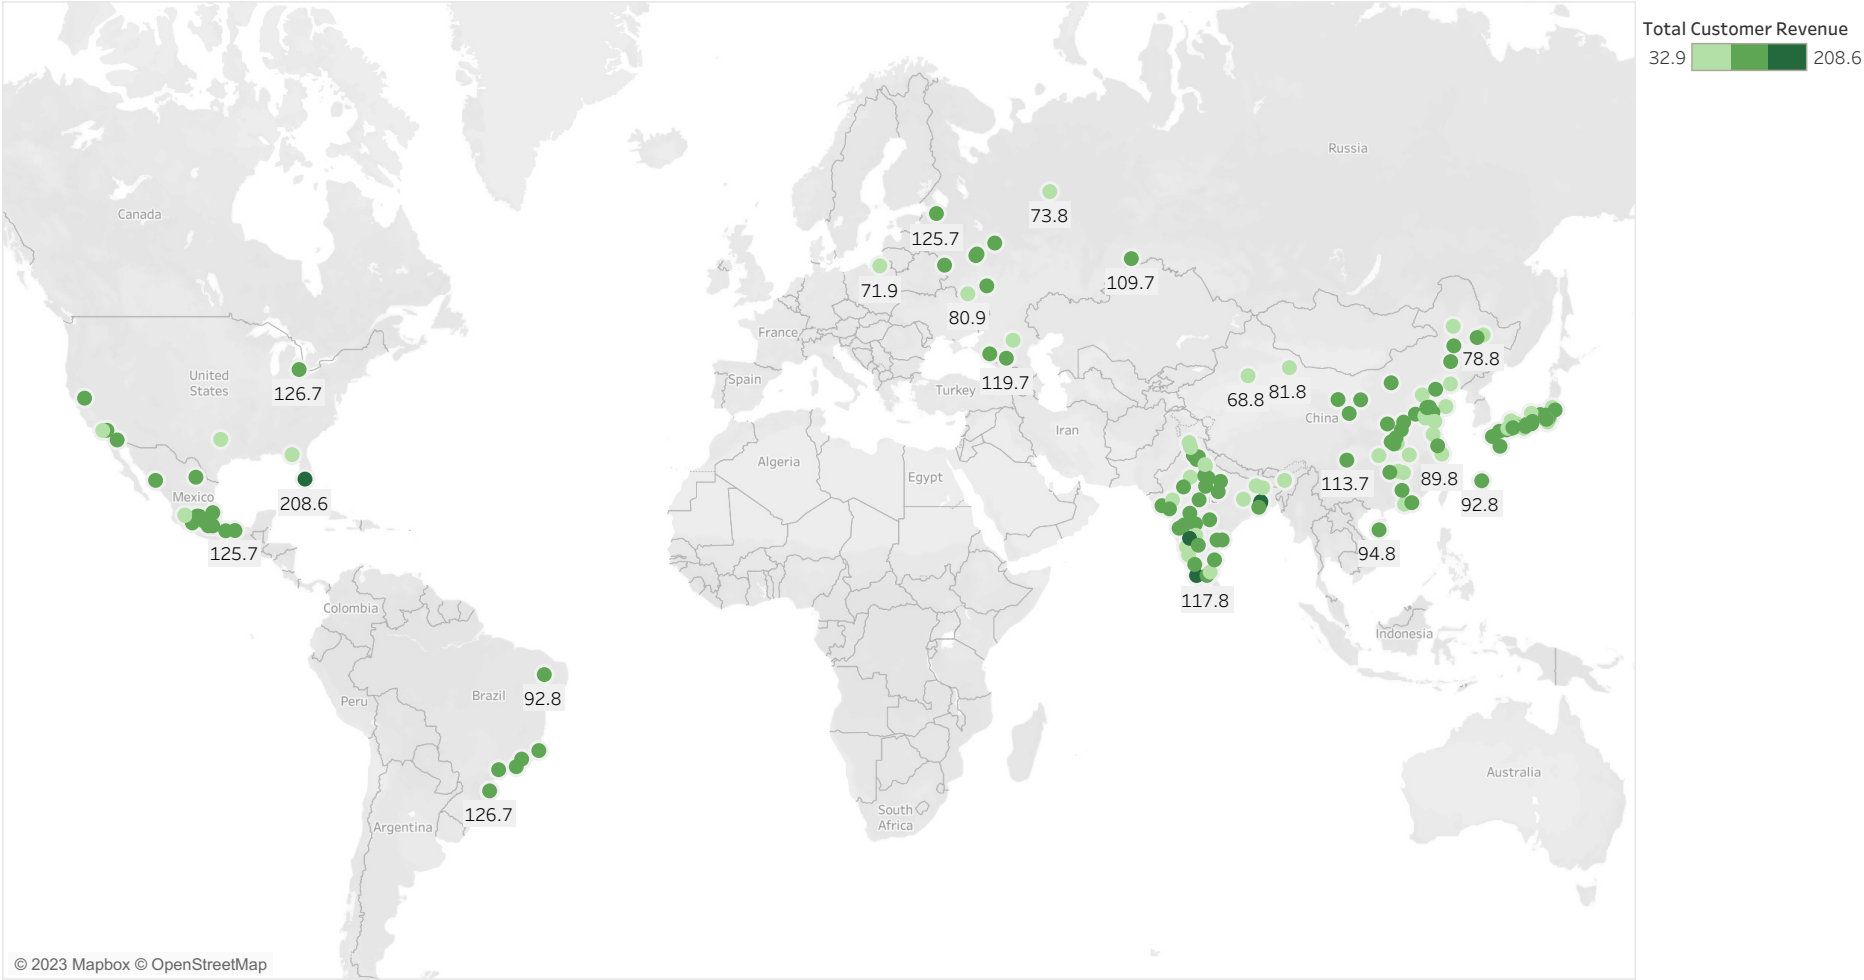 Total Customer Revenue
32.9 208.6
Russia
Canada
73.8
125.7
109.7
71.9
80.9
France
78.8
United
States
126.7
Spain
Turkey
119.7
68.8
81.8
China
Iran
Algeria
Egypt
113.7
89.8
92.8
Mexico
208.6
125.7
94.8
117.8
Colombia
Indonesia
Brazil
92.8
Peru
Australia
126.7
South
Africa
Argentina
© 2023 Mapbox © OpenStreetMap